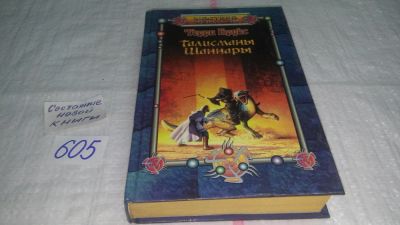 Терри Брукс
Талисманы
Шаннары
Состояние
новой
книги
605